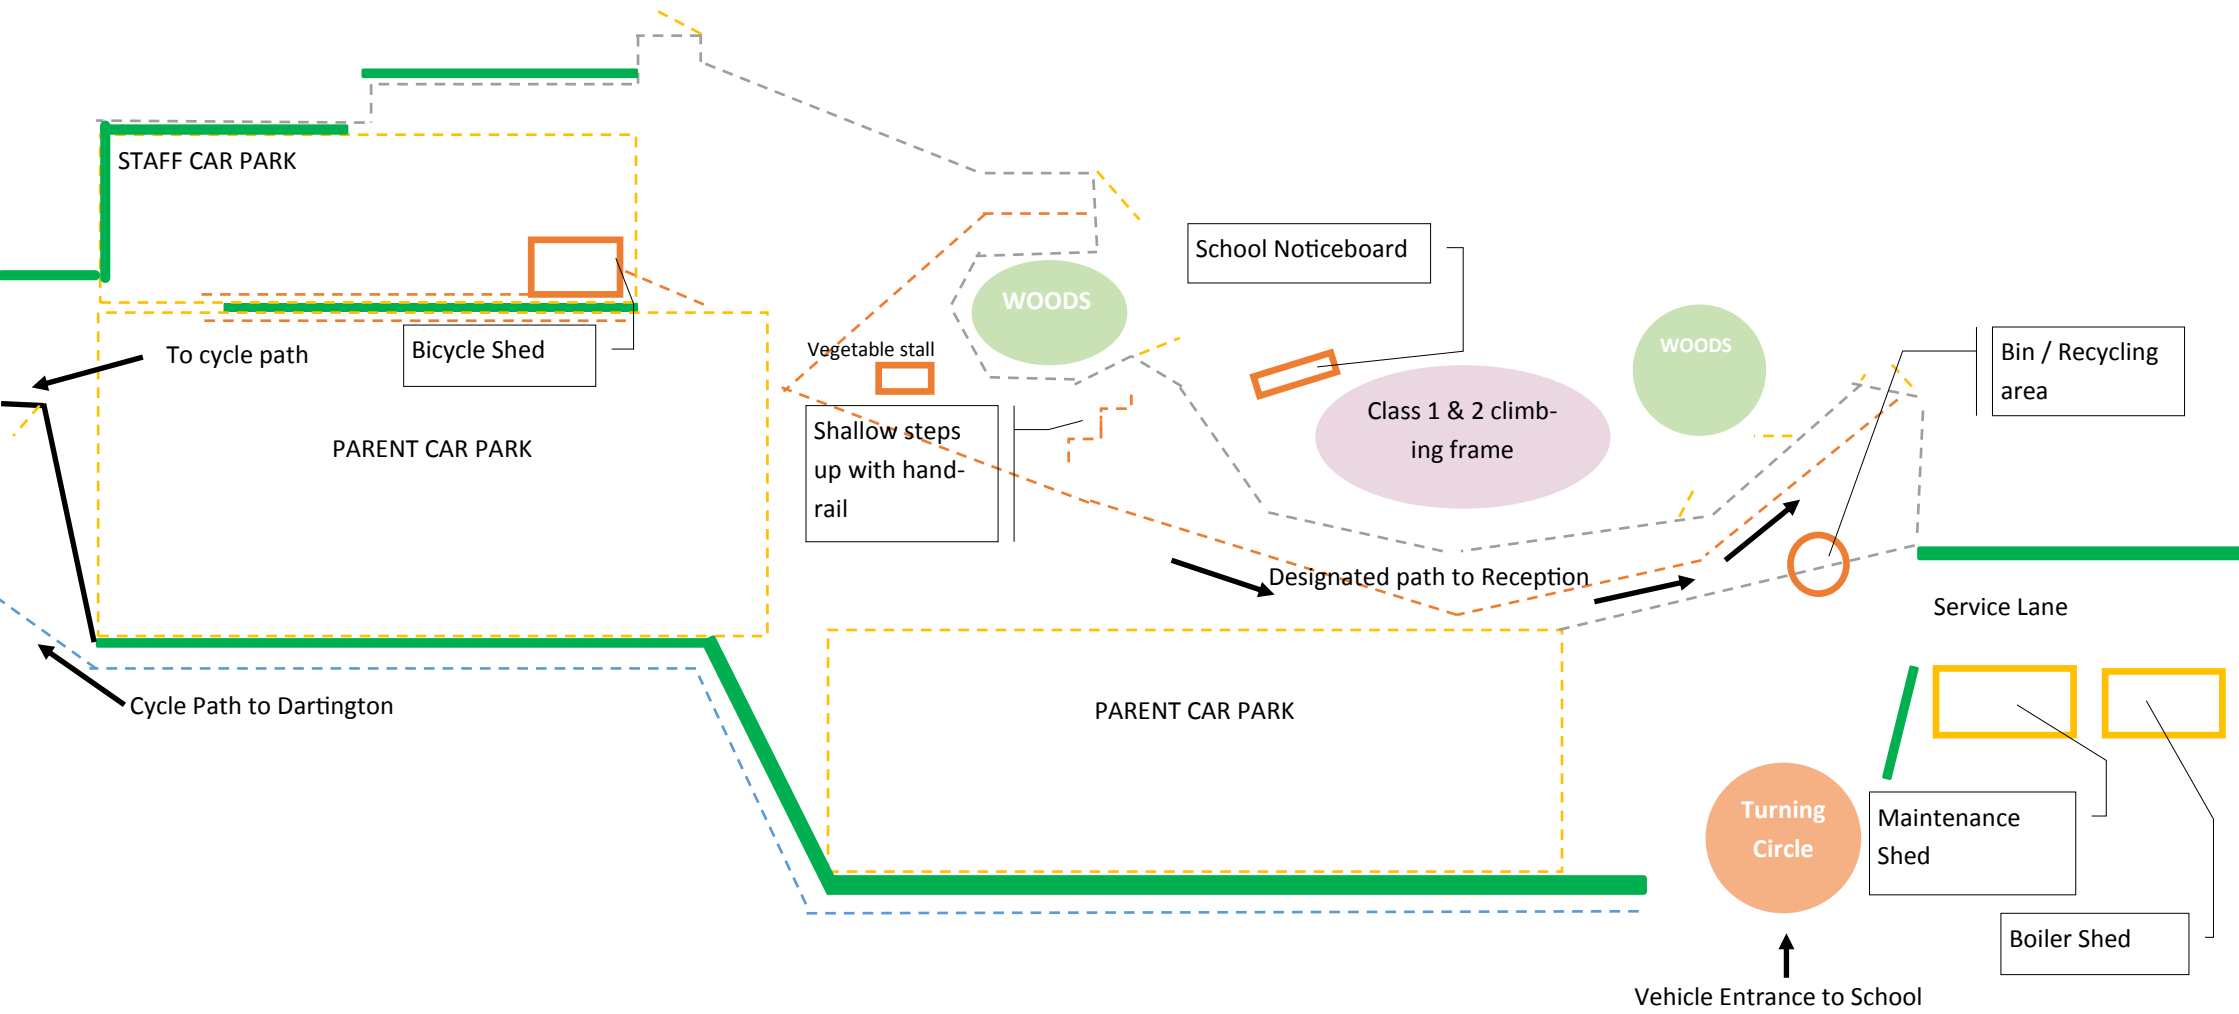 STAFF CAR PARK
School Noticeboard
WOODS
WOODS
To cycle path
Bicycle Shed
Vegetable stall
Bin / Recycling
area
PARENT CAR PARK
Shallow steps
up with hand-
rail
Class 1 & 2 climb-
ing frame
Designated path to Reception
Service Lane
Cycle Path to Dartington
PARENT CAR PARK
Turning
Circle
Maintenance
Shed
Boiler Shed
Vehicle Entrance to School